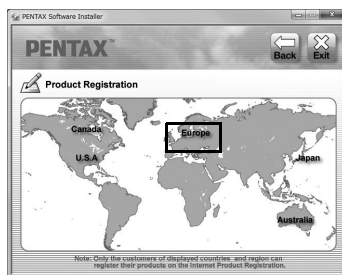 PENTAX Software Installer
PENTAX™
Back Exit
Product Registration
Canada
Europe
U.S.A
Japan
Australia
Note: Only the customers of displayed countries and region can
register their products on the Internet Product Registration.